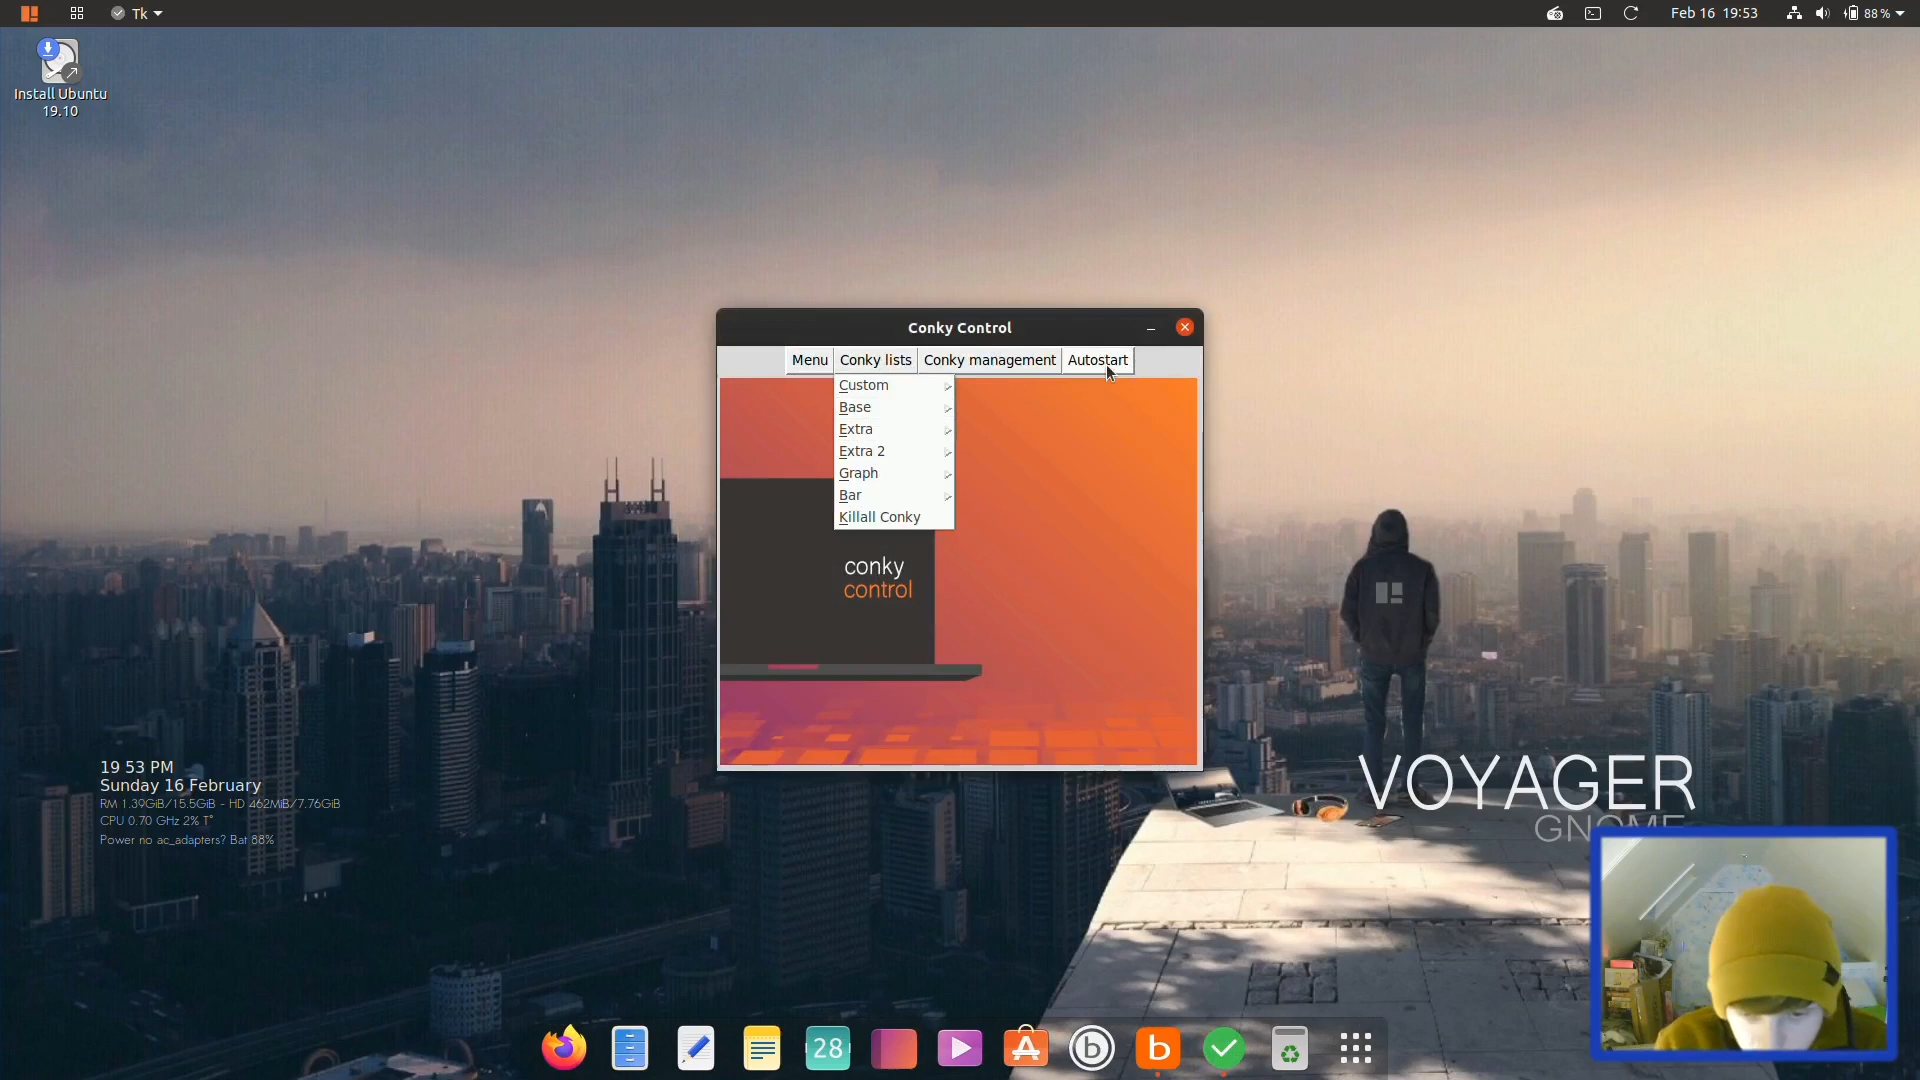 Tk
Feb 16 19:53
88 %
Install Ubuntu
19.10
Conky Control
Menu
Conky lists
Conky management
Autostart
Custom
Base
Extra
Extra 2
Graph
Bar
Killall Conky
conky
control
19 53 PM
Sunday 16 February
RM 1.39GiB/15.5GiB - HD 462MiB/7.76GiB
CPU 0.70 GHz 2% T°
Power no ac_adapters? Bat 88%
VOYAGER
GNOME
28
b
b